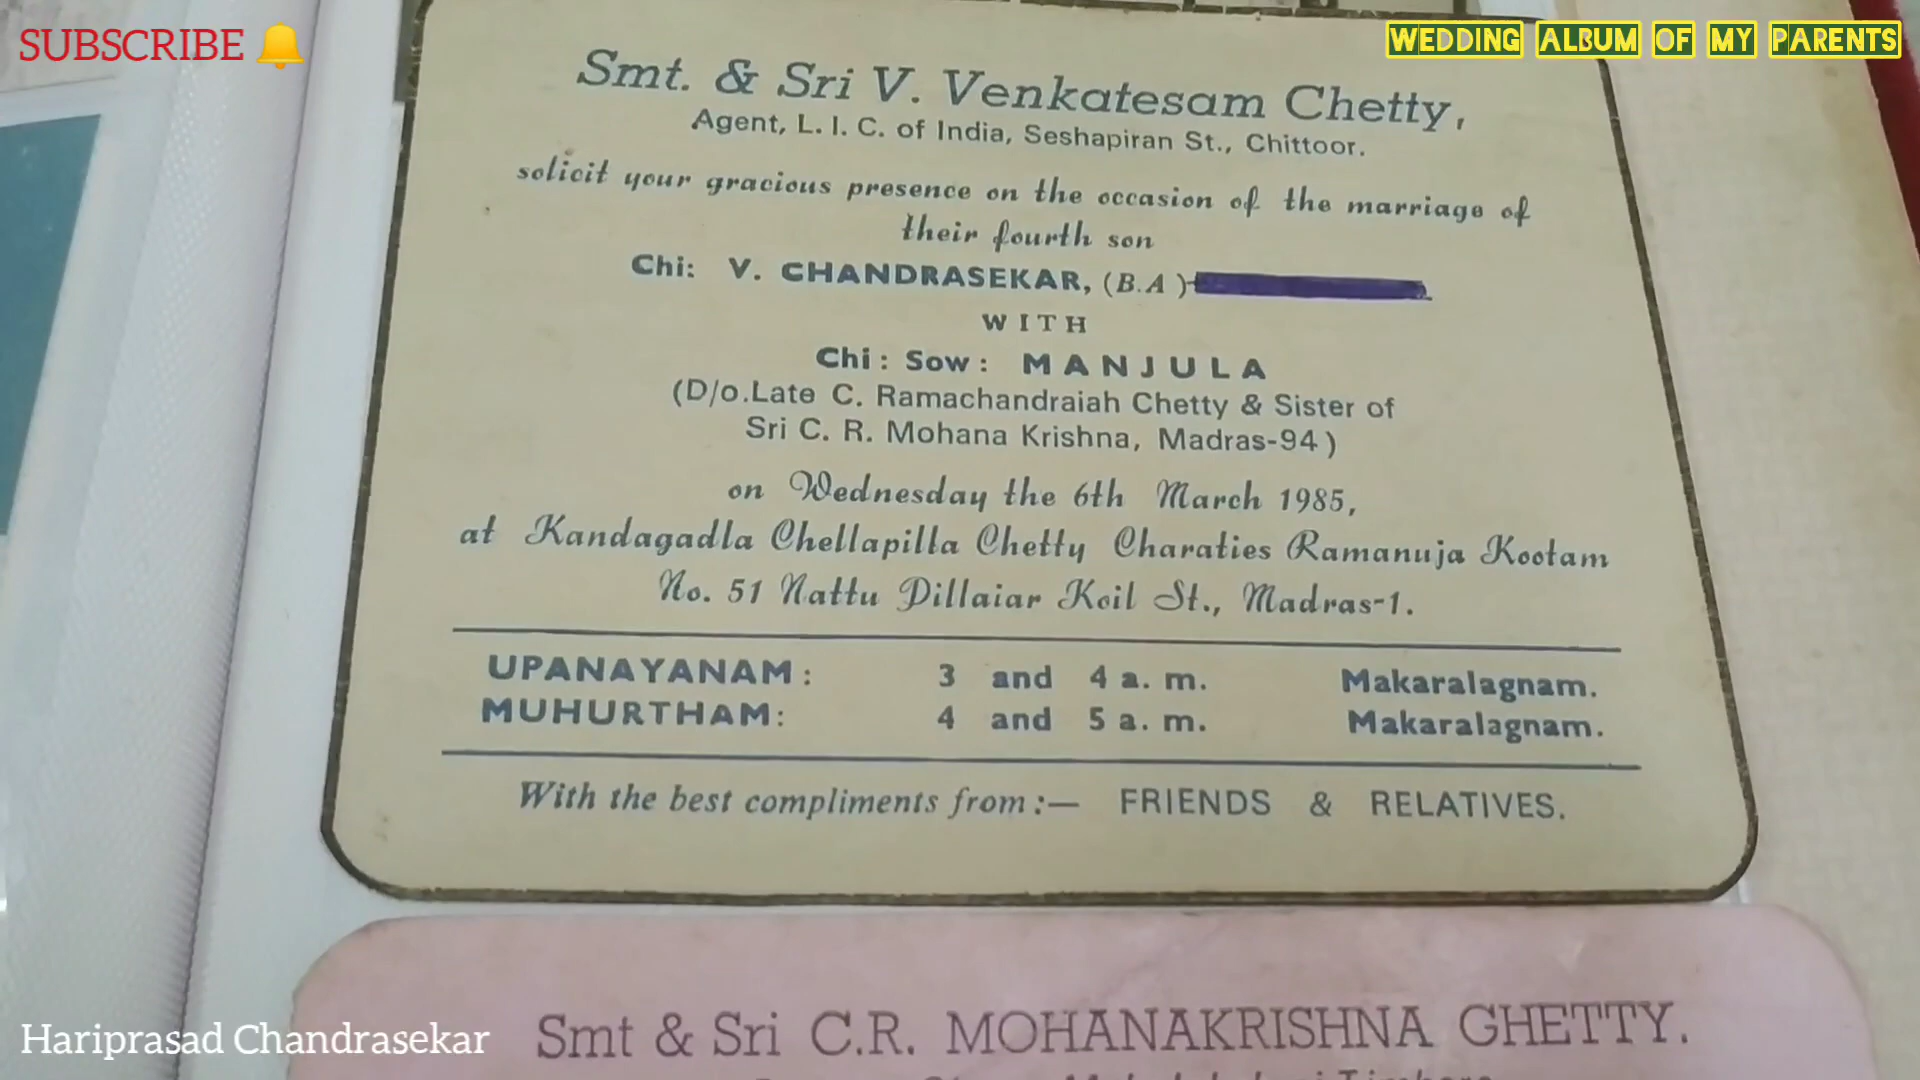 SUBSCRIBE
WEDDING ALBUM OF MY PARENTS
Smt. & Sri V. Venkatesam Chetty,
Agent, L. I. C. of India, Seshapiran St., Chittoor.
solicit your gracious presence on the occasion of the marriage of
their fourth son
Chi: V. CHANDRASEKAR, (B.A)
WITH
Chi: Sow: MANJULA
(D/o.Late C. Ramachandraiah Chetty & Sister of
Sri C. R. Mohana Krishna, Madras-94)
on Wednesday the 6th March 1985,
at Kandagadla Chellapilla Chetty Charaties Ramanuja Kootam
No. 51 Nattu Pillaiar Koil St., Madras-1.
UPANAYANAM: 3 and 4 a. m. Makaralagnam.
MUHURTHAM: 4 and 5 a. m. Makaralagnam.
With the best compliments from:— FRIENDS & RELATIVES.
Smt & Sri C.R. MOHANAKRISHNA GHETTY.
Hariprasad Chandrasekar